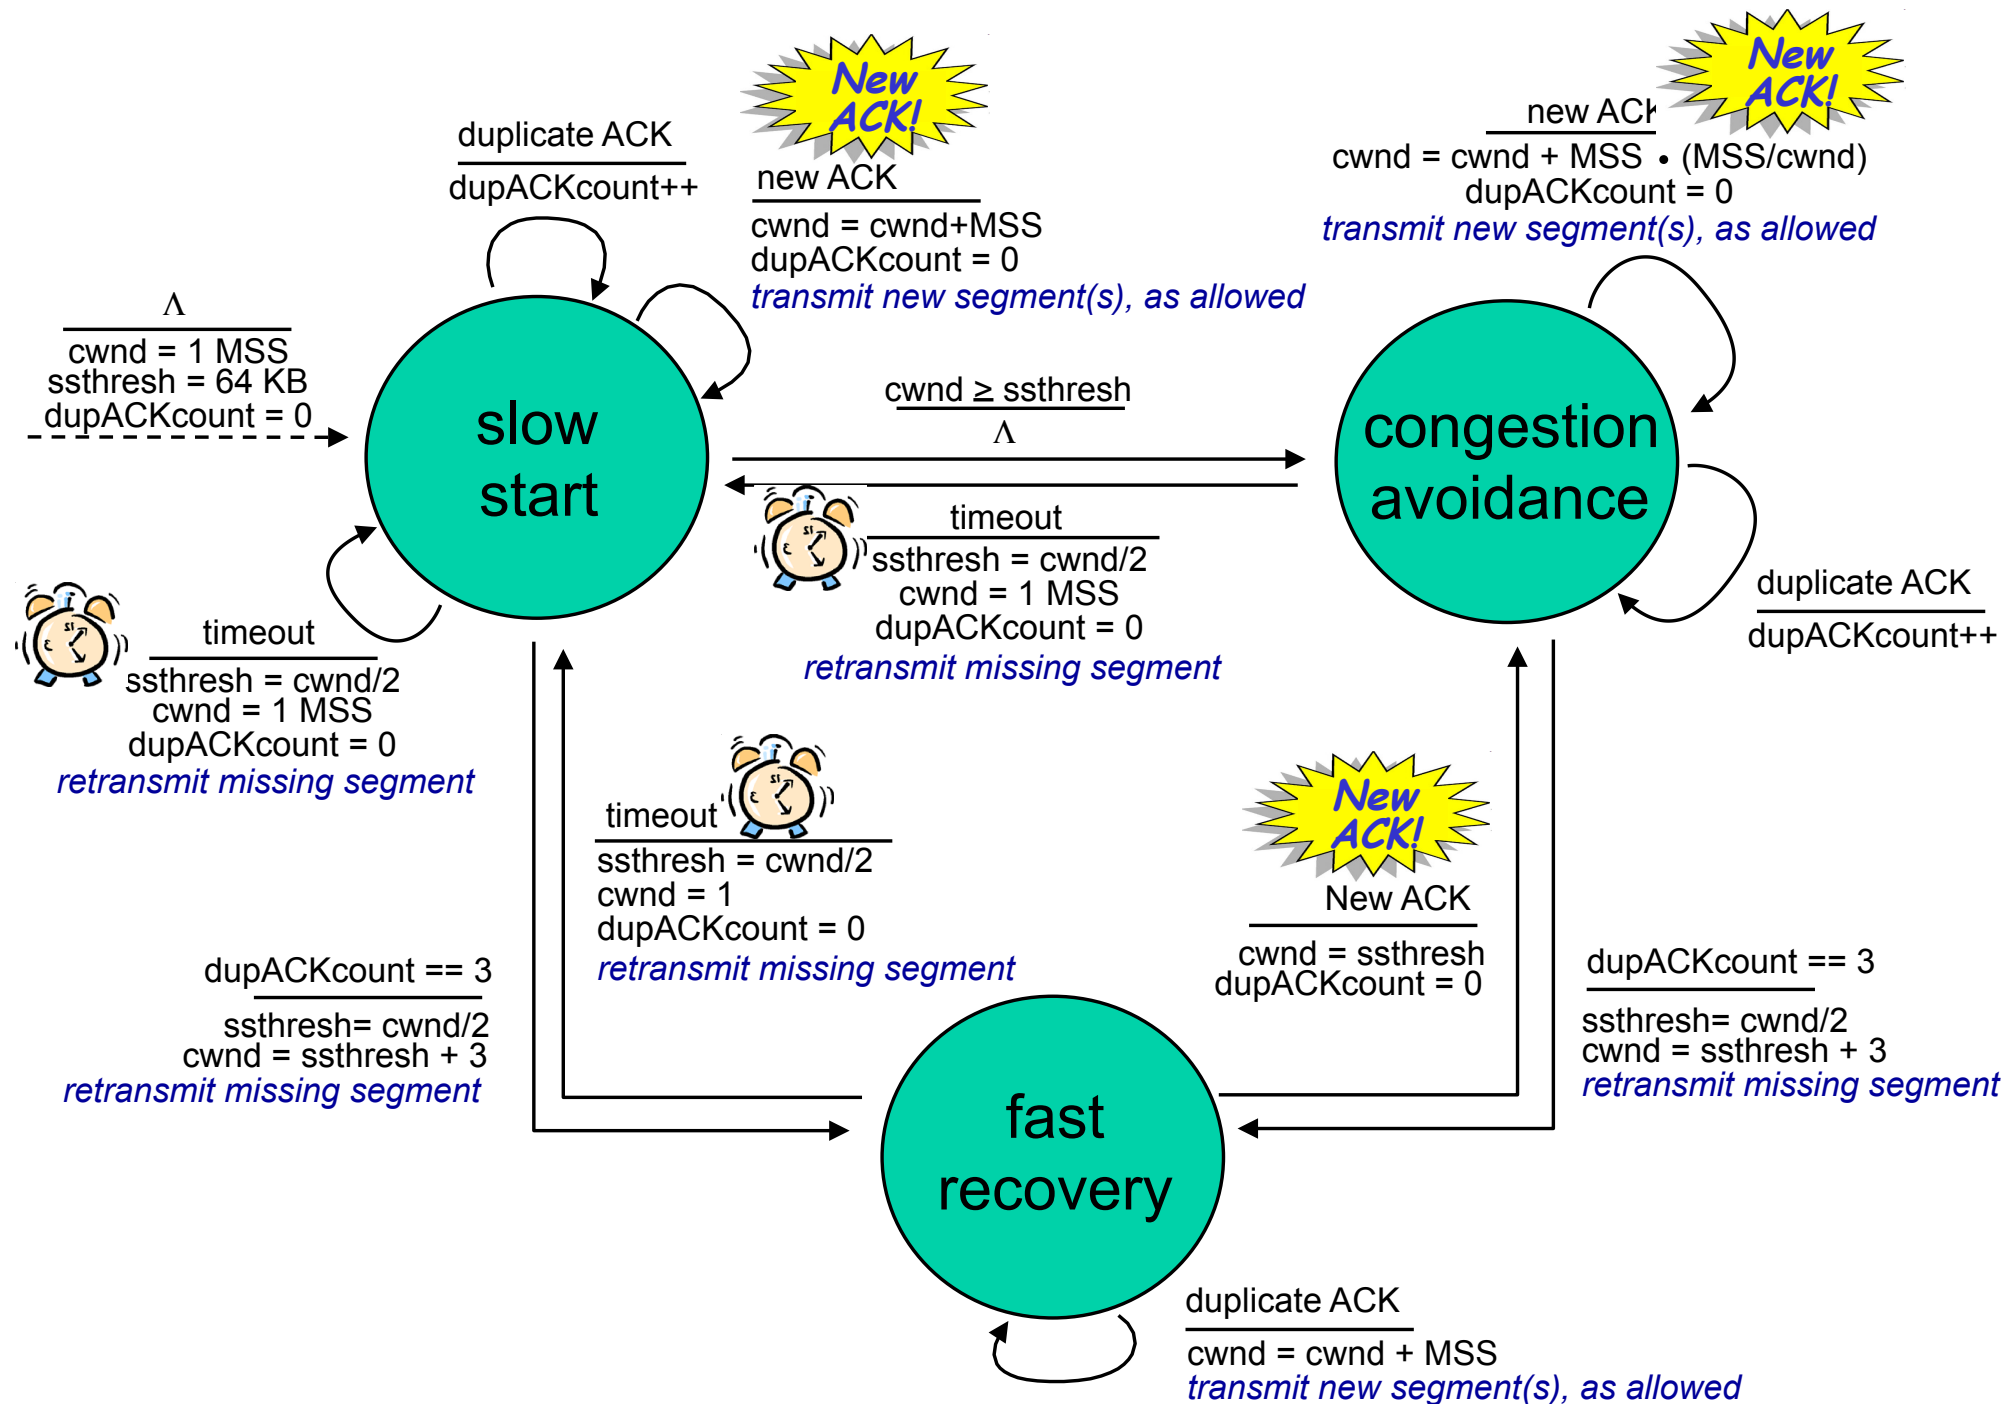 New
ACK!
duplicate ACK
dupACKcount++
new ACK
cwnd = cwnd+MSS
dupACKcount = 0
transmit new segment(s), as allowed
New
ACK!
new ACK
cwnd = cwnd + MSS • (MSS/cwnd)
dupACKcount = 0
transmit new segment(s), as allowed
Λ
cwnd = 1 MSS
ssthresh = 64 KB
dupACKcount = 0
slow
start
cwnd ≥ ssthresh
Λ
congestion
avoidance
timeout
ssthresh = cwnd/2
cwnd = 1 MSS
dupACKcount = 0
retransmit missing segment
duplicate ACK
dupACKcount++
timeout
ssthresh = cwnd/2
cwnd = 1 MSS
dupACKcount = 0
retransmit missing segment
timeout
ssthresh = cwnd/2
cwnd = 1
dupACKcount = 0
retransmit missing segment
New
ACK!
New ACK
cwnd = ssthresh
dupACKcount = 0
dupACKcount == 3
ssthresh= cwnd/2
cwnd = ssthresh + 3
retransmit missing segment
dupACKcount == 3
ssthresh= cwnd/2
cwnd = ssthresh + 3
retransmit missing segment
fast
recovery
duplicate ACK
cwnd = cwnd + MSS
transmit new segment(s), as allowed